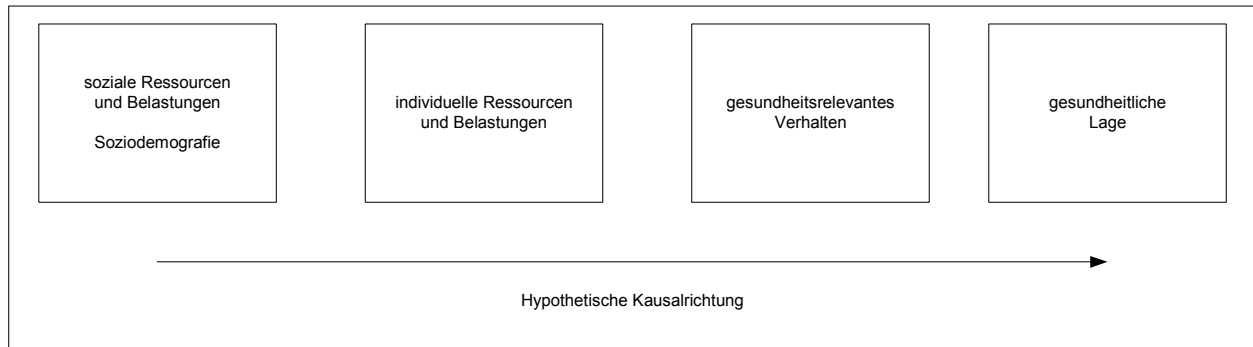 soziale Ressourcen
und Belastungen
Soziodemografie
individuelle Ressourcen
und Belastungen
gesundheitsrelevantes
Verhalten
gesundheitliche
Lage
Hypothetische Kausalrichtung